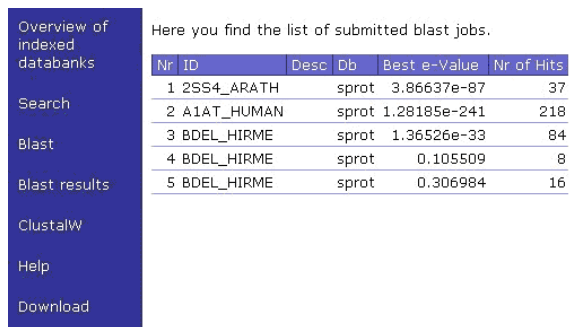 Overview of
indexed
databanks
Search
Blast
Blast results
ClustalW
Help
Download
Here you find the list of submitted blast jobs.
Nr ID Desc Db Best e-Value Nr of Hits
1 2SS4_ARATH sprot 3.86637e-87 37
2 A1AT_HUMAN sprot 1.28185e-241 218
3 BDEL_HIRME sprot 1.36526e-33 84
4 BDEL_HIRME sprot 0.105509 8
5 BDEL_HIRME sprot 0.306984 16